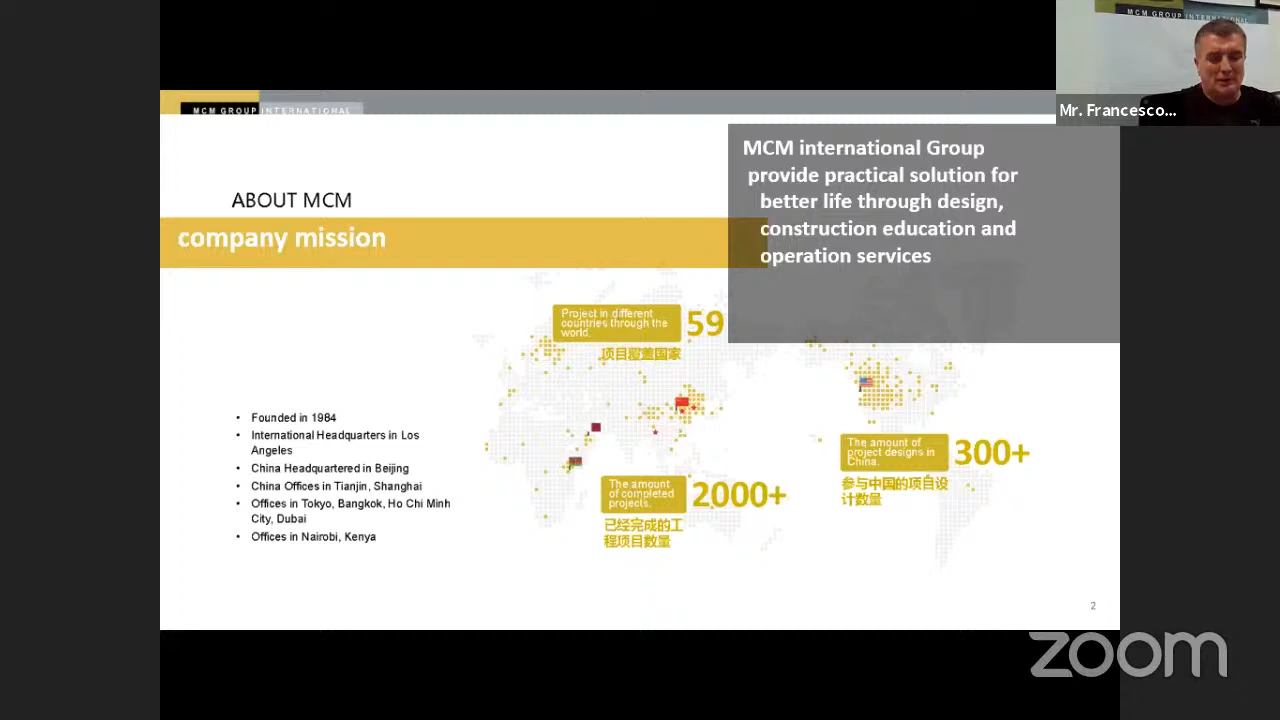 MCM GROUP INTERNATIONAL
Mr. Francesco...
MCM GROUP INTERNATIONAL
MCM international Group
provide practical solution for
better life through design,
construction education and
operation services
ABOUT MCM
company mission
Project in different
countries through the
world.
59
项目覆盖国家
• Founded in 1984
• International Headquarters in Los
Angeles
• China Headquartered in Beijing
• China Offices in Tianjin, Shanghai
• Offices in Tokyo, Bangkok, Ho Chi Minh
City, Dubai
• Offices in Nairobi, Kenya
The amount
of completed
projects.
2000+
已经完成的工
程项目数量
The amount of
project designs in
China.
300+
参与中国的项目设
计数量
2
zoom